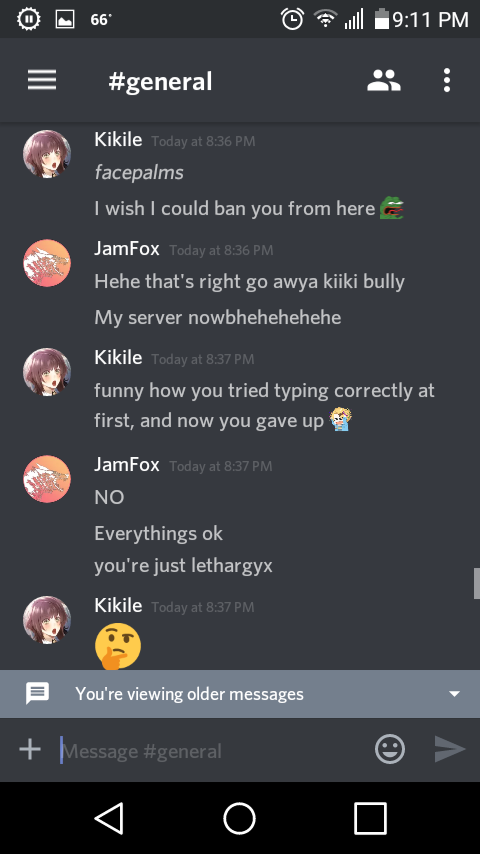 66°
9:11 PM
#general
Kikile Today at 8:36 PM
facepalms
I wish I could ban you from here
JamFox Today at 8:36 PM
Hehe that's right go awya kiiki bully
My server nowbhehehehehe
Kikile Today at 8:37 PM
funny how you tried typing correctly at
first, and now you gave up
JamFox Today at 8:37 PM
NO
Everythings ok
you're just lethargyx
Kikile Today at 8:37 PM
You're viewing older messages
Message #general